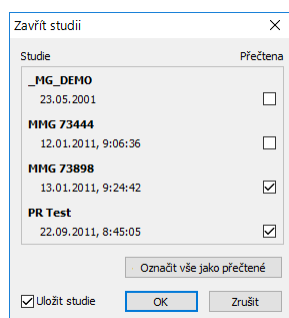 Zavřít studii
Studie Přečtena
_MG_DEMO
23.05.2001
MMG 73444
12.01.2011, 9:06:36
MMG 73898
13.01.2011, 9:24:42
PR Test
22.09.2011, 8:45:05
Označit vše jako přečtené
Uložit studie OK Zrušit